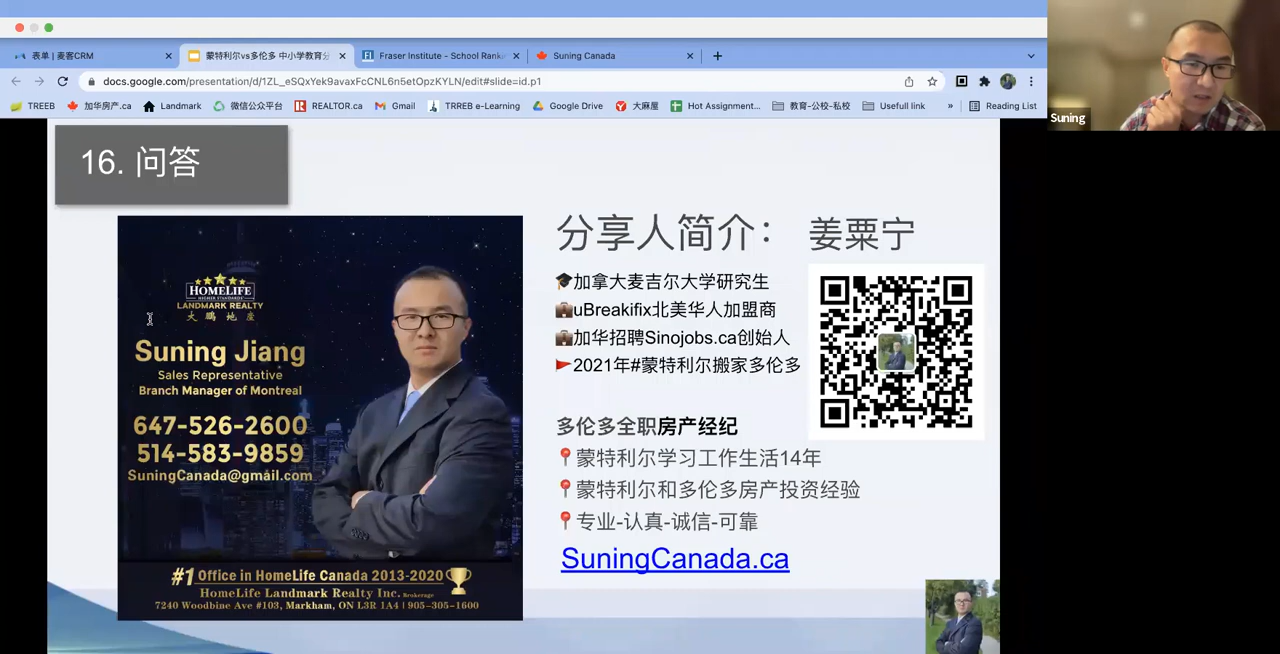 表单 | 麦客CRM
蒙特利尔vs多伦多 中小学教育分
Fraser Institute - School Ranki
Suning Canada
docs.google.com/presentation/d/1ZL_eSQxYek9avaxFcCNL6n5etOpzKYLN/edit#slide=id.p1
TREEB
加华房产.ca
Landmark
微信公众平台
REALTOR.ca
Gmail
TRREB e-Learning
Google Drive
大麻屋
Hot Assignment...
教育-公校-私校
Usefull link
»
Reading List
Suning
16. 问答
HOMELIFE
HIGHER STANDARDS
LANDMARK REALTY
大鹏地产
Suning Jiang
Sales Representative
Branch Manager of Montreal
647-526-2600
514-583-9859
SuningCanada@gmail.com
#1 Office in HomeLife Canada 2013-2020
HomeLife Landmark Realty Inc. Brokerage
7240 Woodbine Ave #103, Markham, ON L3R 1A4 | 905-305-1600
分享人简介： 姜粟宁
🎓加拿大麦吉尔大学研究生
💼uBreakifix北美华人加盟商
💼加华招聘Sinojobs.ca创始人
🚩2021年#蒙特利尔搬家多伦多
多伦多全职房产经纪
📍蒙特利尔学习工作生活14年
📍蒙特利尔和多伦多房产投资经验
📍专业-认真-诚信-可靠
SuningCanada.ca